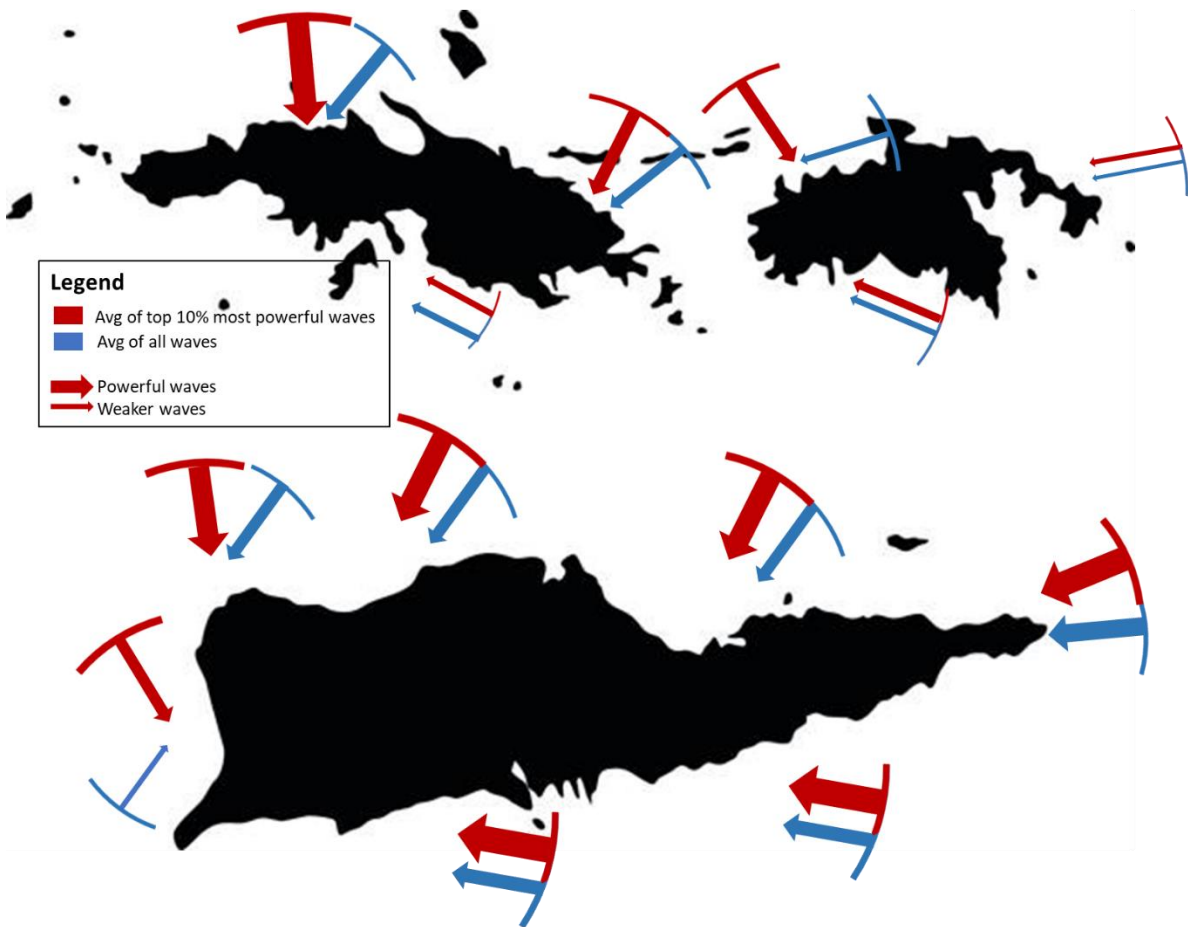 Legend
Avg of top 10% most powerful waves
Avg of all waves
Powerful waves
Weaker waves